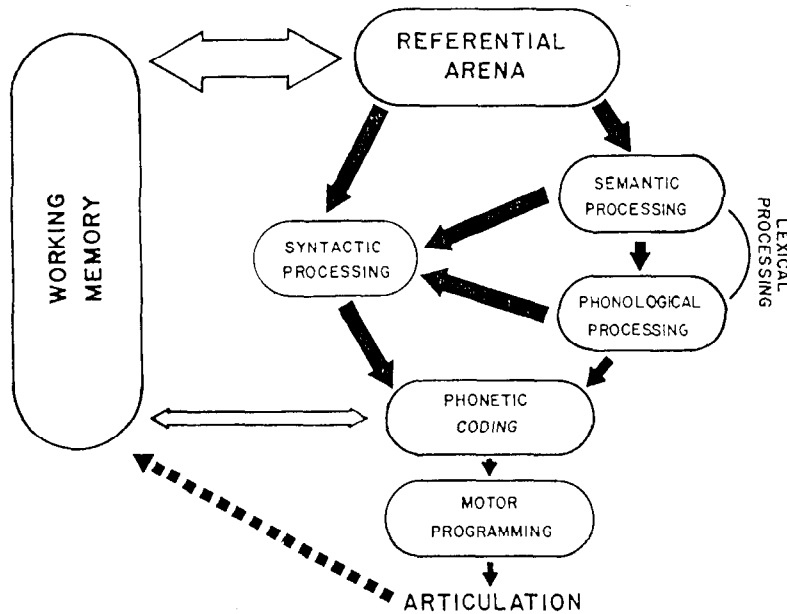 REFERENTIAL
ARENA
WORKING
MEMORY
SEMANTIC
PROCESSING
LEXICAL
PROCESSING
SYNTACTIC
PROCESSING
PHONOLOGICAL
PROCESSING
PHONETIC
CODING
MOTOR
PROGRAMMING
ARTICULATION